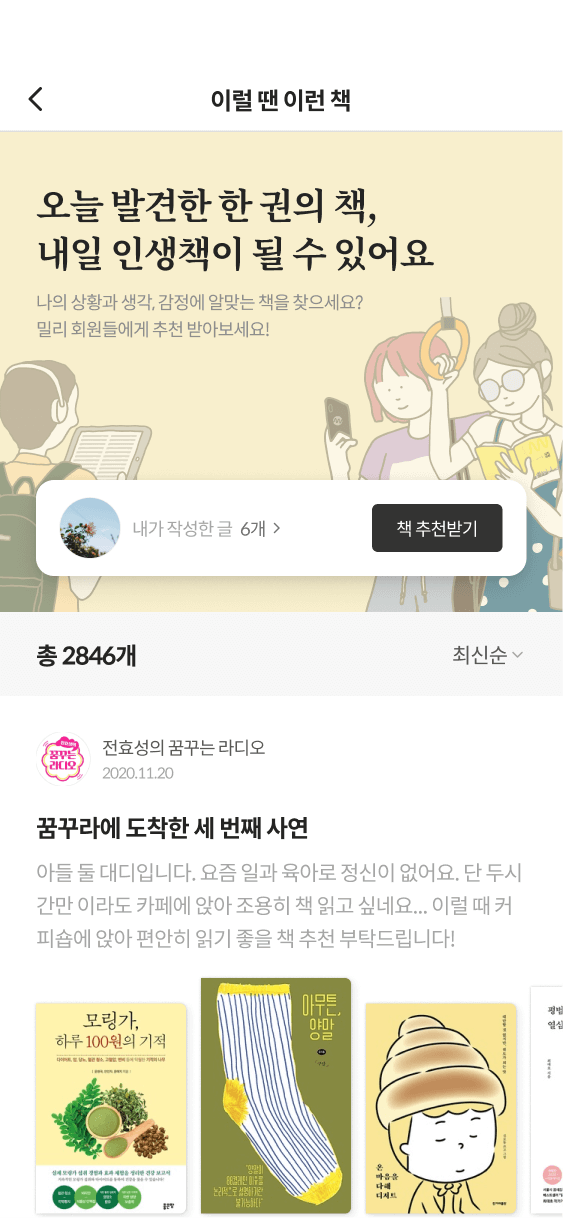 이럴 땐 이런 책
오늘 발견한 한 권의 책,
내일 인생책이 될 수 있어요
나의 상황과 생각, 감정에 알맞는 책을 찾으세요?
밀리 회원들에게 추천 받아보세요!
내가 작성한 글 6개
책 추천받기
총 2846개
최신순
꿈꾸는
라디오
전효성의 꿈꾸는 라디오
2020.11.20
꿈꾸라에 도착한 세 번째 사연
아들 둘 대디입니다. 요즘 일과 육아로 정신이 없어요. 단 두시
간만 이라도 카페에 앉아 조용히 책 읽고 싶네요... 이럴 때 커
피숍에 앉아 편안히 읽기 좋을 책 추천 부탁드립니다!
모링가,
하루 100원의 기적
아무튼,
양말
온
마음을
다해
디저트